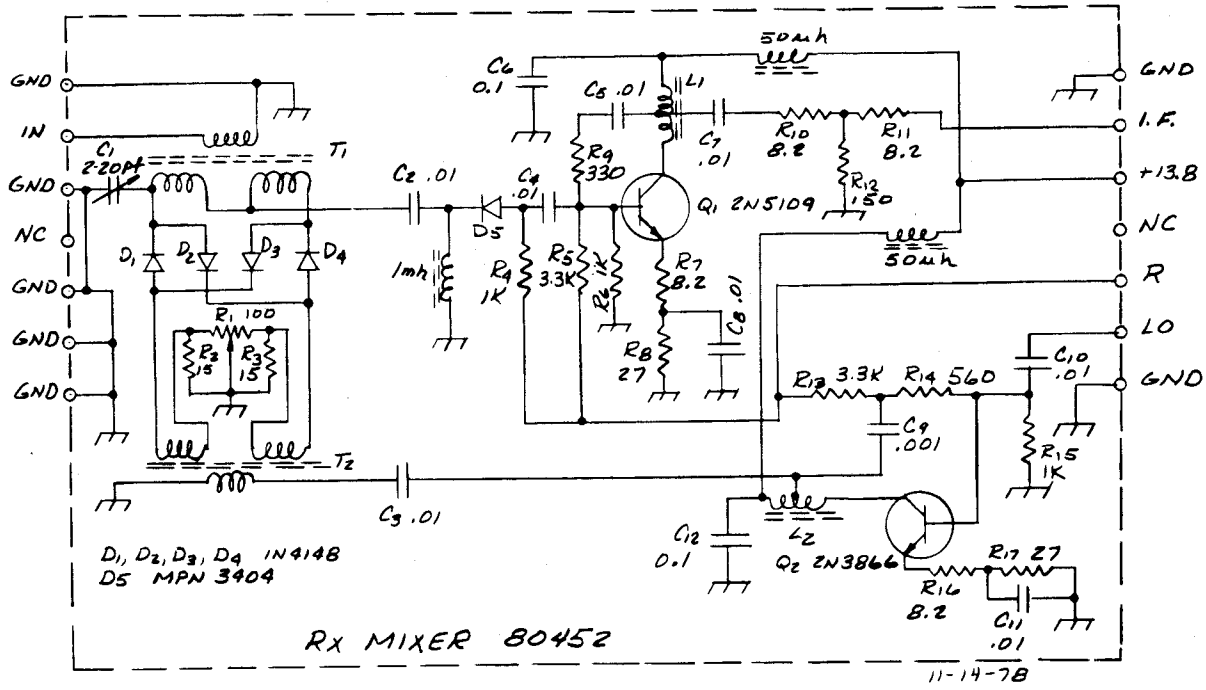 GND
IN
C1
2-20pf
GND
NC
GND
GND
GND
T1
D1
D2
D3
D4
R1 100
R2
15
R3
15
T2
C2 .01
1mh
D5
C4
.01
R4
1K
R5
3.3K
R6 1K
R9
330
C5 .01
C6
0.1
L1
50uh
C7
.01
R10
8.2
R11
8.2
R12
150
Q1 2N5109
R7
8.2
R8
27
C8 .01
50uh
GND
I.F.
+13.8
NC
R
LO
GND
C10
.01
R13 3.3K
R14 560
C9
.001
R15
1K
C3 .01
C12
0.1
L2
Q2 2N3866
R16
8.2
R17 27
C11
.01
D1, D2, D3, D4 1N4148
D5 MPN 3404
RX MIXER 80452
11-14-78